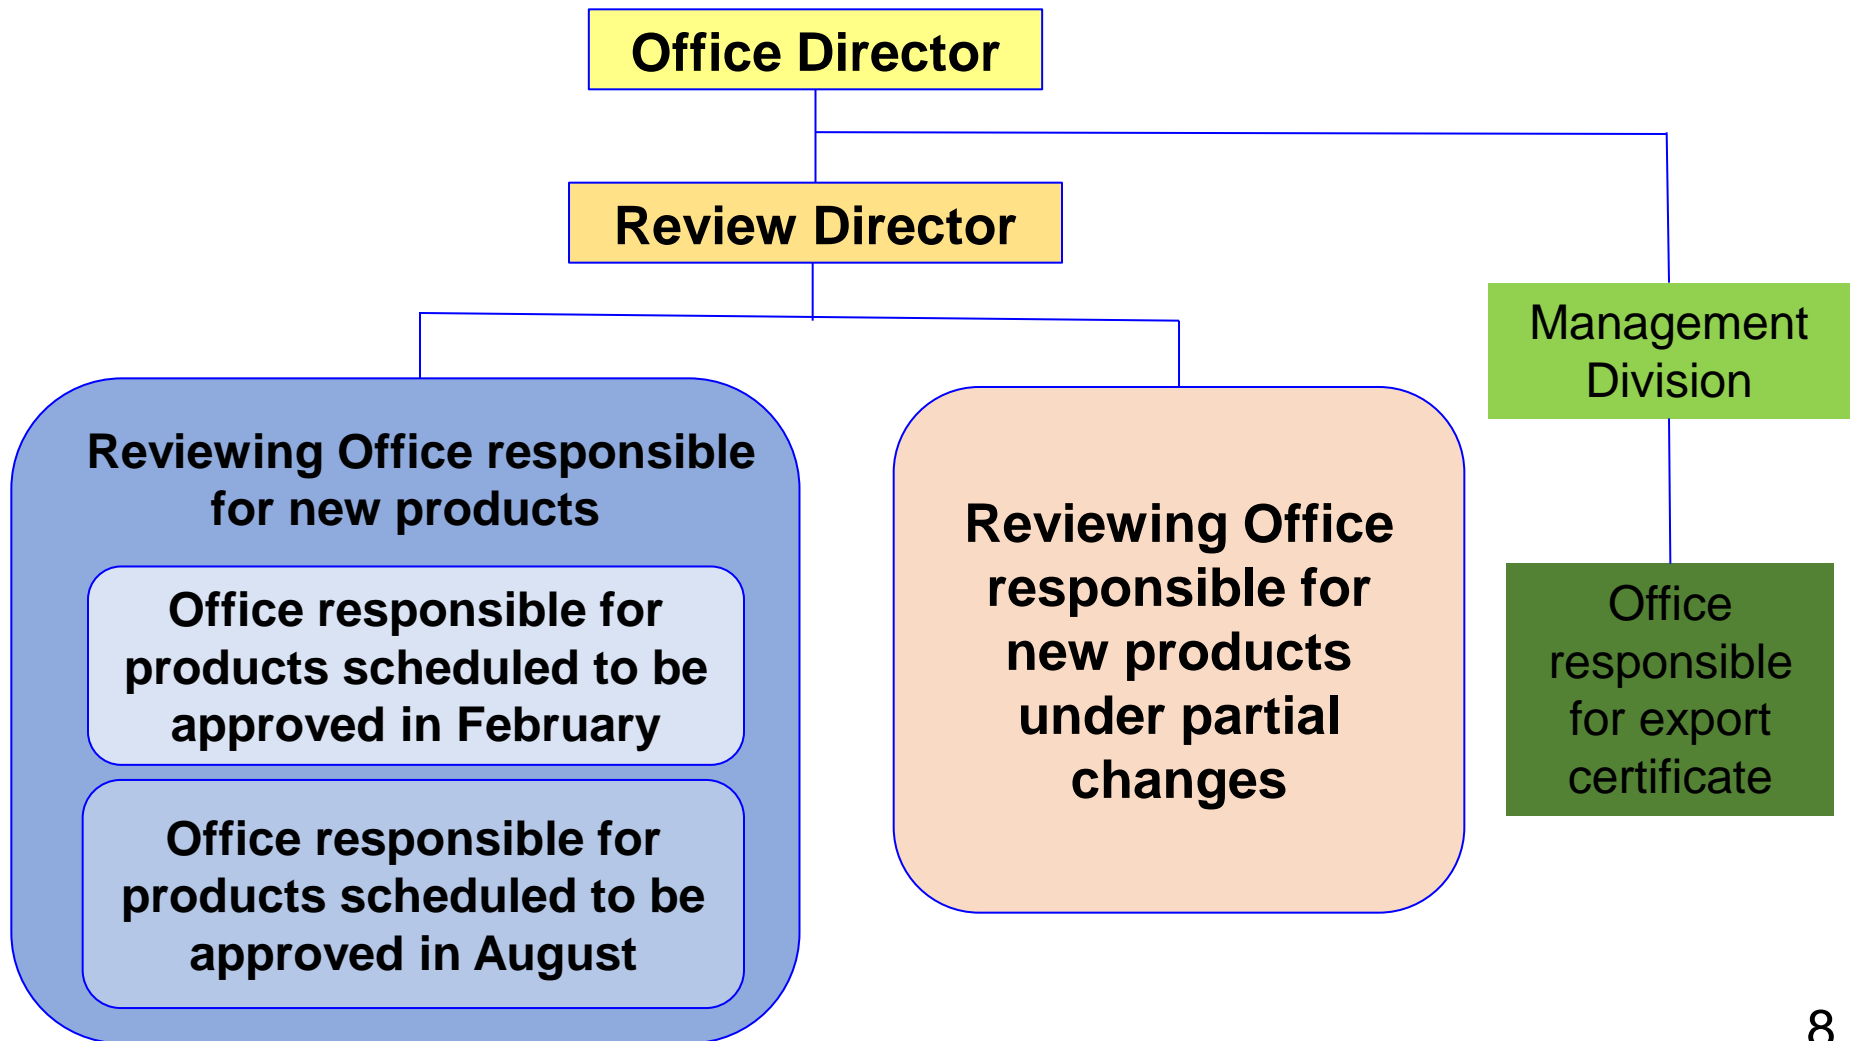 Office Director
Review Director
Management
Division
Reviewing Office responsible
for new products
Office responsible for
products scheduled to be
approved in February
Office responsible for
products scheduled to be
approved in August
Reviewing Office
responsible for
new products
under partial
changes
Office
responsible
for export
certificate
8